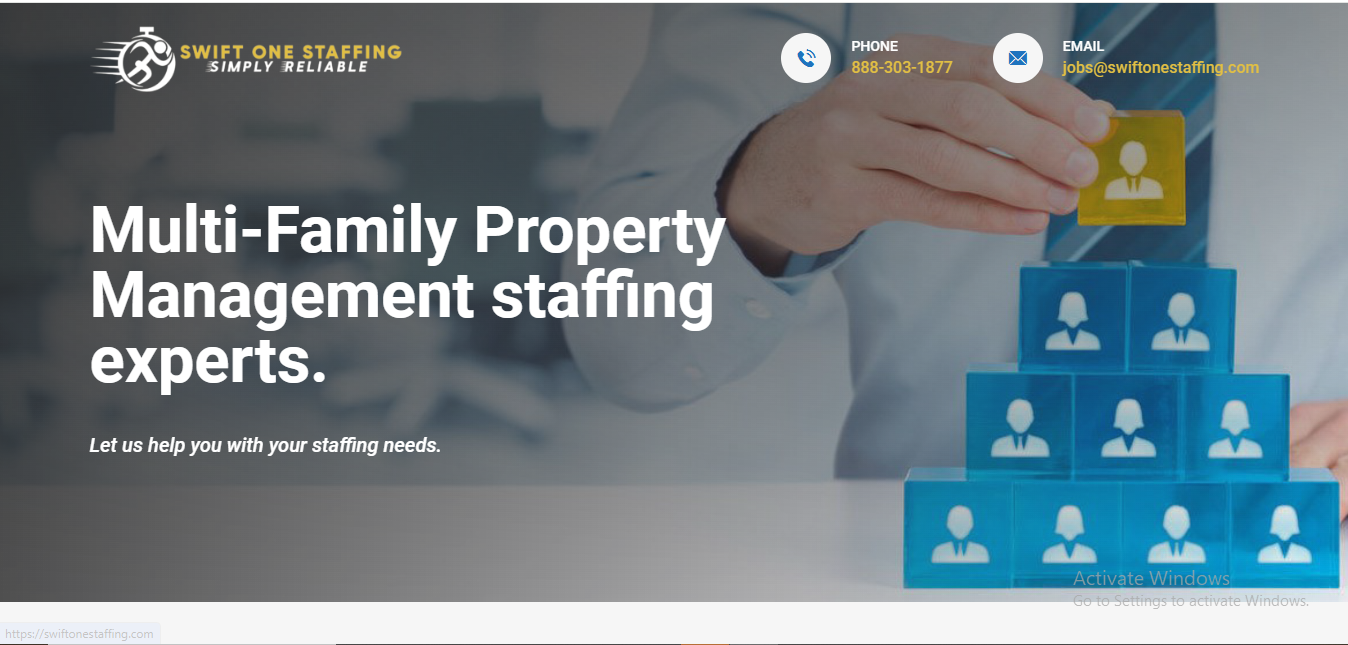 SWIFT ONE STAFFING
SIMPLY RELIABLE
PHONE
888-303-1877
EMAIL
jobs@swiftonestaffing.com
Multi-Family Property
Management staffing
experts.
Let us help you with your staffing needs.
Activate Windows
Go to Settings to activate Windows.
https://swiftonestaffing.com